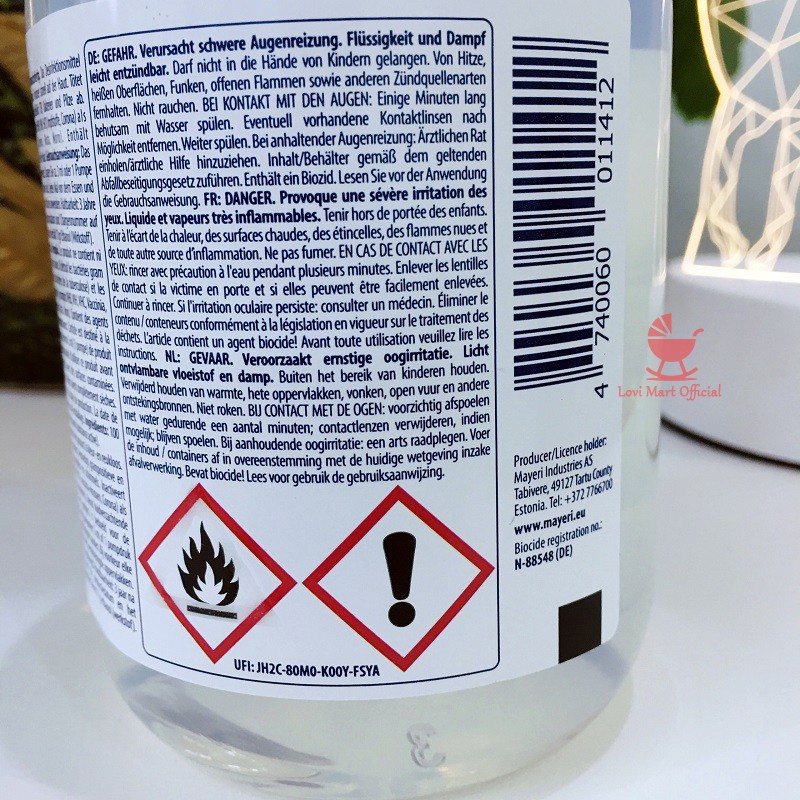 DE: GEFAHR. Verursacht schwere Augenreizung. Flüssigkeit und Dampf
leicht entzündbar. Darf nicht in die Hände von Kindern gelangen. Von Hitze,
heißen Oberflächen, Funken, offenen Flammen sowie anderen Zündquellenarten
fernhalten. Nicht rauchen. BEI KONTAKT MIT DEN AUGEN: Einige Minuten lang
behutsam mit Wasser spülen. Eventuell vorhandene Kontaktlinsen nach
Möglichkeit entfernen. Weiter spülen. Bei anhaltender Augenreizung: Ärztlichen Rat
einholen/ärztliche Hilfe hinzuziehen. Inhalt/Behälter gemäß dem geltenden
Abfallbeseitigungsgesetz zuführen. Enthält ein Biozid. Lesen Sie vor der Anwendung
die Gebrauchsanweisung. FR: DANGER. Provoque une sévère irritation des
yeux. Liquide et vapeurs très inflammables. Tenir hors de portée des enfants.
Tenir à l'écart de la chaleur, des surfaces chaudes, des étincelles, des flammes nues et
de toute autre source d'inflammation. Ne pas fumer. EN CAS DE CONTACT AVEC LES
YEUX: rincer avec précaution à l'eau pendant plusieurs minutes. Enlever les lentilles
de contact si la victime en porte et si elles peuvent être facilement enlevées.
Continuer à rincer. Si l'irritation oculaire persiste: consulter un médecin. Éliminer le
contenu / conteneurs conformément à la législation en vigueur sur le traitement des
déchets. L'article contient un agent biocide! Avant toute utilisation veuillez lire les
instructions. NL: GEVAAR. Veroorzaakt ernstige oogirritatie. Licht
ontvlambare vloeistof en damp. Buiten het bereik van kinderen houden.
Verwijderd houden van warmte, hete oppervlakken, vonken, open vuur en andere
ontstekingsbronnen. Niet roken. BIJ CONTACT MET DE OGEN: voorzichtig afspoelen
met water gedurende een aantal minuten; contactlenzen verwijderen, indien
mogelijk; blijven spoelen. Bij aanhoudende oogirritatie: een arts raadplegen. Voer
de inhoud / containers af in overeenstemming met de huidige wetgeving inzake
afvalverwerking. Bevat biocide! Lees voor gebruik de gebruiksaanwijzing.
UFI: JH2C-80M0-K00Y-FSYA
4 740060 011412
Lovi Mart Official
Producer/Licence holder:
Mayeri Industries AS
Tabivere, 49127 Tartu County
Estonia. Tel: +372 7766700
www.mayeri.eu
Biocide registration no.:
N-88548 (DE)
3